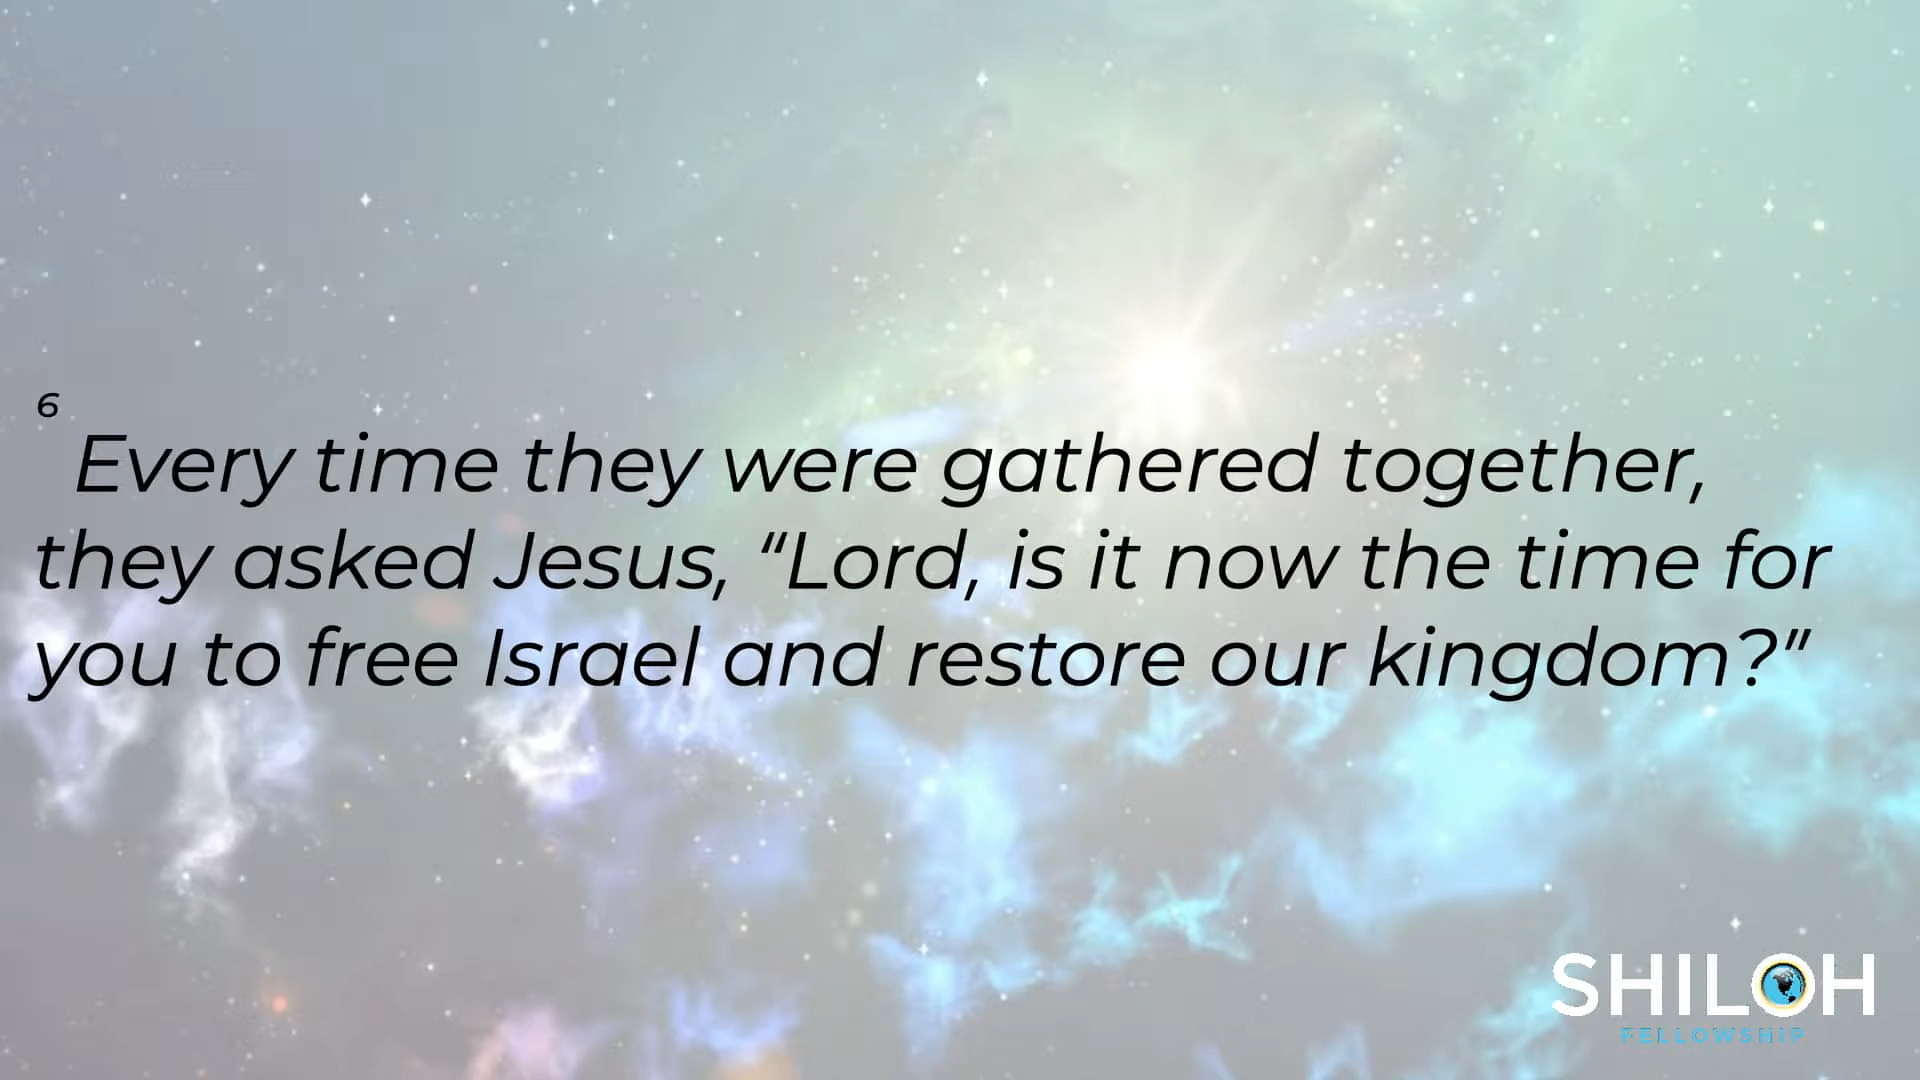 6
Every time they were gathered together,
they asked Jesus, “Lord, is it now the time for
you to free Israel and restore our kingdom?”
SHILOH
FELLOWSHIP